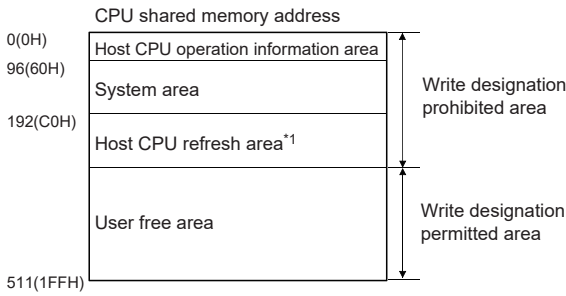 CPU shared memory address
0(0H)
Host CPU operation information area
96(60H)
System area
Write designation
prohibited area
192(C0H)
Host CPU refresh area*1
User free area
Write designation
permitted area
511(1FFH)